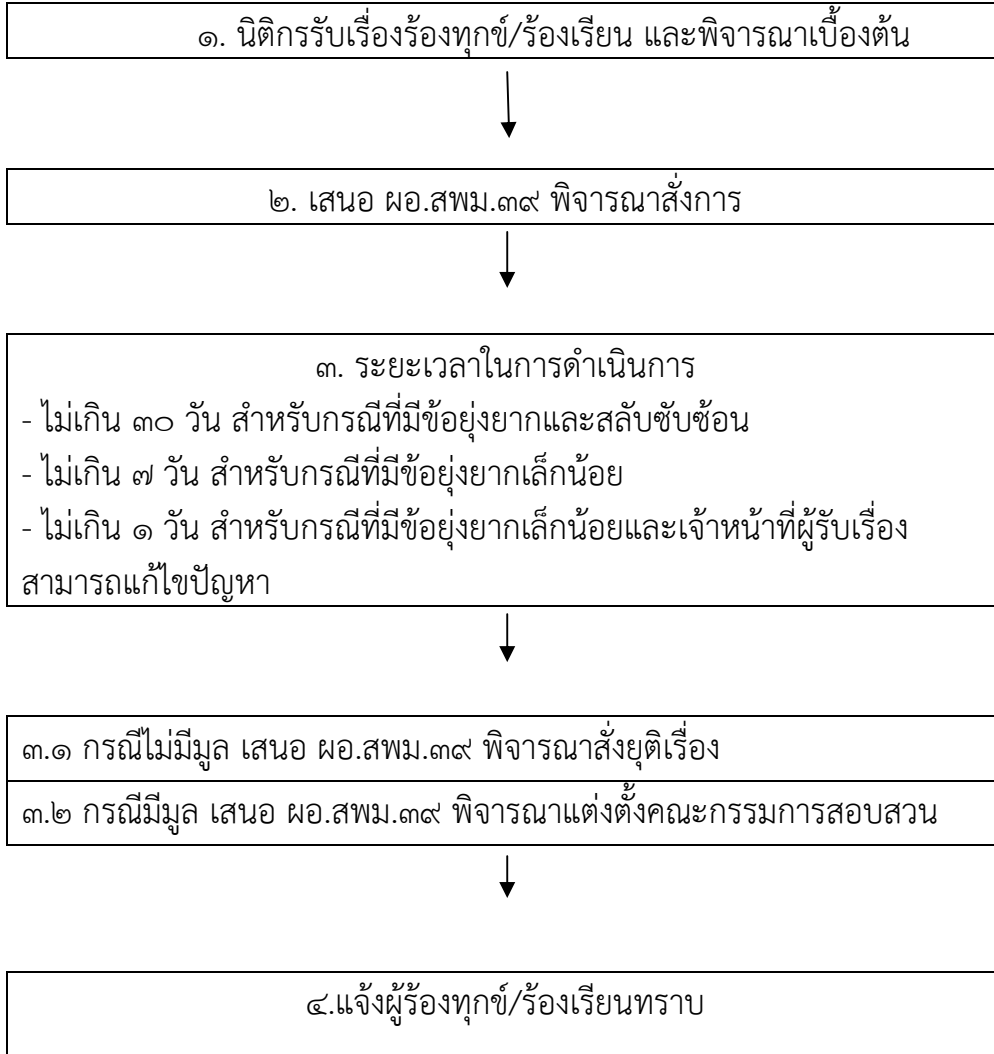 ๑. นิติกรรับเรื่องร้องทุกข์/ร้องเรียน และพิจารณาเบื้องต้น
๒. เสนอ ผอ.สพม.๓๙ พิจารณาสั่งการ
๓. ระยะเวลาในการดำเนินการ
- ไม่เกิน ๓๐ วัน สำหรับกรณีที่มีข้อยุ่งยากและสลับซับซ้อน
- ไม่เกิน ๗ วัน สำหรับกรณีที่มีข้อยุ่งยากเล็กน้อย
- ไม่เกิน ๑ วัน สำหรับกรณีที่มีข้อยุ่งยากเล็กน้อยและเจ้าหน้าที่ผู้รับเรื่อง
สามารถแก้ไขปัญหา
๓.๑ กรณีไม่มีมูล เสนอ ผอ.สพม.๓๙ พิจารณาสั่งยุติเรื่อง
๓.๒ กรณีมีมูล เสนอ ผอ.สพม.๓๙ พิจารณาแต่งตั้งคณะกรรมการสอบสวน
๔.แจ้งผู้ร้องทุกข์/ร้องเรียนทราบ